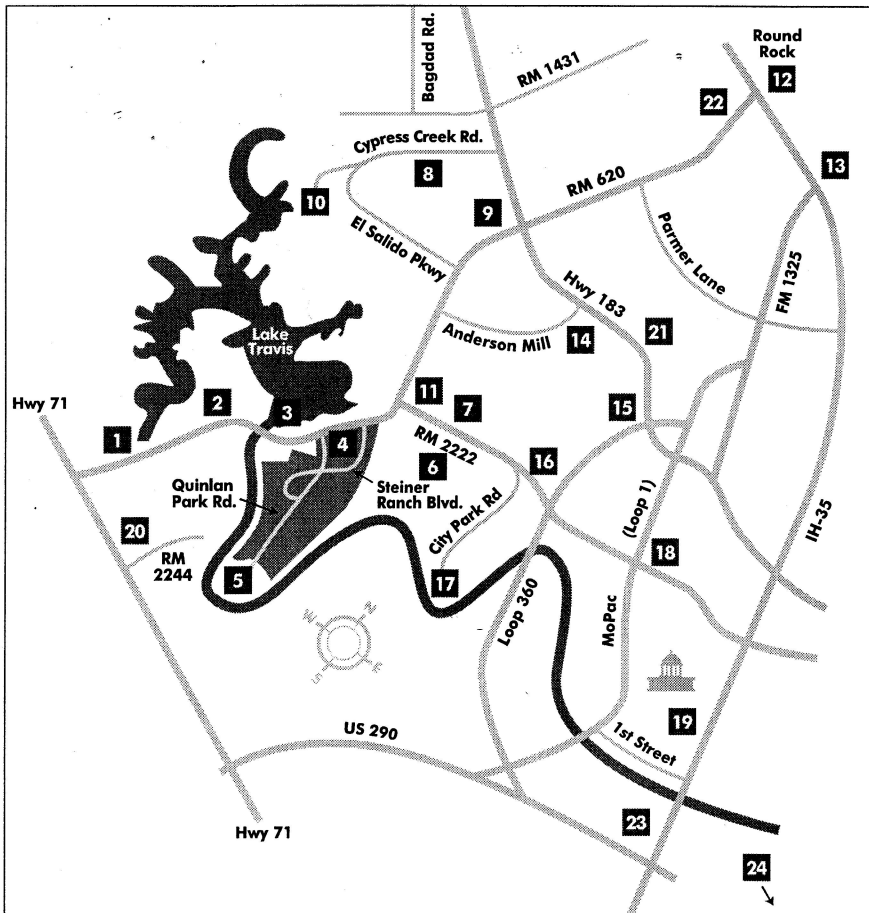 Bagdad Rd.
RM 1431
Round
Rock
12
22
Cypress Creek Rd.
8
13
10
9
RM 620
El Salido Pkwy
Parmer Lane
FM 1325
Hwy 183
Lake
Travis
Anderson Mill
14
21
Hwy 71
2
3
11
7
15
1
4
RM 2222
6
16
Quinlan
Park Rd.
Steiner
Ranch Blvd.
City Park Rd
(Loop 1)
IH-35
20
RM
2244
5
17
18
Loop 360
MoPac
W
N
S
E
19
US 290
1st Street
Hwy 71
23
24